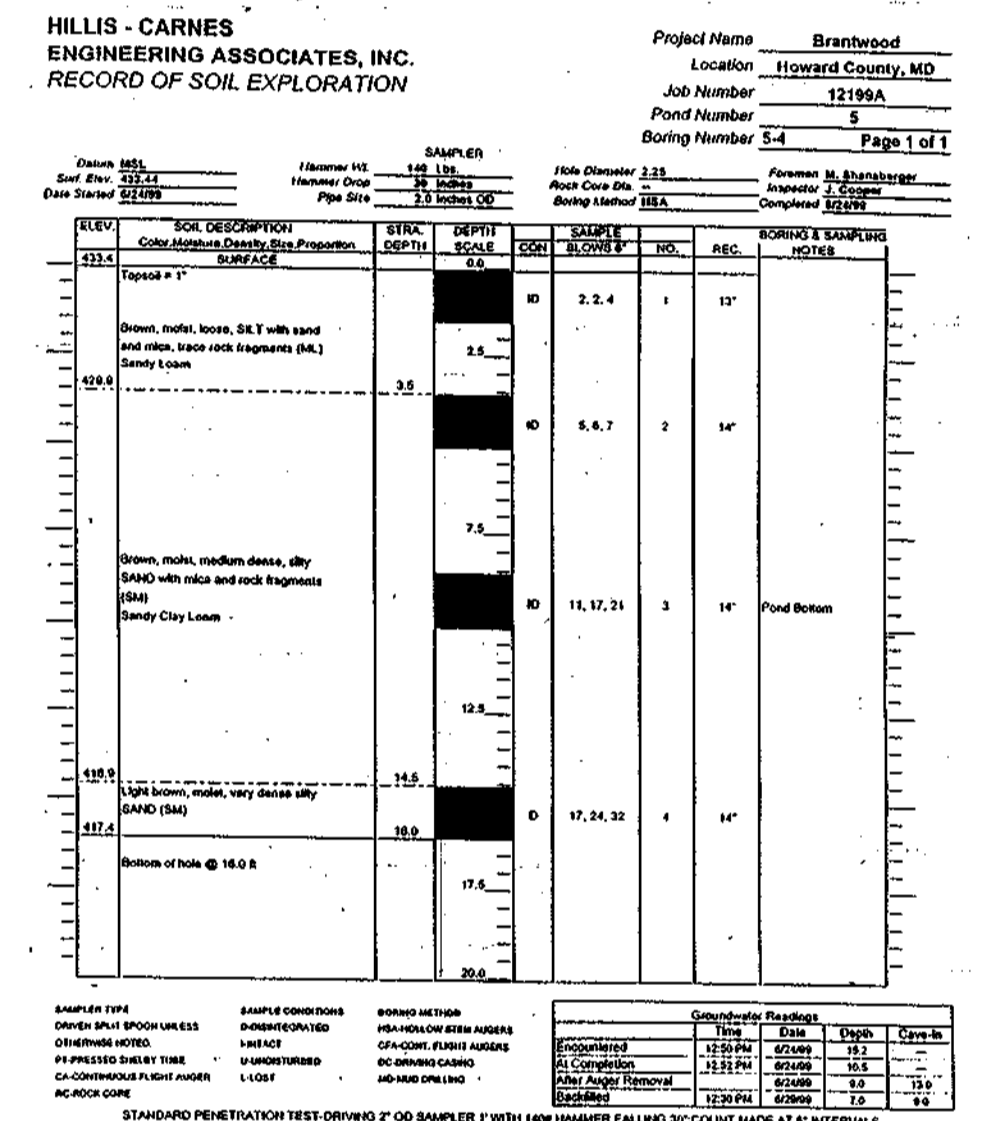 HILLIS - CARNES
ENGINEERING ASSOCIATES, INC.
RECORD OF SOIL EXPLORATION
Project Name Brantwood
Location Howard County, MD
Job Number 12199A
Pond Number 5
Boring Number S-4 Page 1 of 1
SAMPLER
Datum MSL
Surf. Elev. 433.44
Date Started 6/24/99
Hammer Wt. 140 Lbs.
Hammer Drop 30 Inches
Pipe Size 2.0 Inches OD
Hole Diameter 2.25
Rock Core Dia. --
Boring Method HSA
Foreman M. Shanaberger
Inspector J. Cooper
Completed 6/24/99
ELEV. SOIL DESCRIPTION STRA. DEPTH SAMPLE BORING & SAMPLING
Color, Moisture, Density, Size, Proportion DEPTH SCALE CON BLOWS 6" NO. REC. NOTES
433.4 SURFACE 0.0
Topsoil = 1"
ID 2, 2, 4 1 13"
Brown, moist, loose, SILT with sand
and mica, trace rock fragments (ML)
2.5
Sandy Loam
429.9 3.5
ID 5, 6, 7 2 14"
7.5
Brown, moist, medium dense, silty
SAND with mica and rock fragments
(SM)
ID 11, 17, 21 3 14" Pond Bottom
Sandy Clay Loam
12.5
418.9 14.5
Light brown, moist, very dense silty
SAND (SM)
D 17, 24, 32 4 14"
417.4 16.0
Bottom of hole @ 16.0 ft
17.5
20.0
SAMPLER TYPE
DRIVEN SPLIT SPOON UNLESS
OTHERWISE NOTED.
PT-PRESSED SHELBY TUBE
CA-CONTINUOUS FLIGHT AUGER
RC-ROCK CORE
SAMPLE CONDITIONS
D-DISINTEGRATED
I-INTACT
U-UNDISTURBED
L-LOST
BORING METHOD
HSA-HOLLOW STEM AUGERS
CFA-CONT. FLIGHT AUGERS
DC-DRIVING CASING
MD-MUD DRILLING
Groundwater Readings
Time Date Depth Cave-in
Encountered 12:50 PM 6/24/99 15.2 —
At Completion 12:52 PM 6/24/99 10.5 —
After Auger Removal 6/24/99 9.0 13.0
Backfilled 12:30 PM 6/29/99 7.0
STANDARD PENETRATION TEST-DRIVING 2" OD SAMPLER 1' WITH 140# HAMMER FALLING 30":COUNT MADE AT 6" INTERVALS